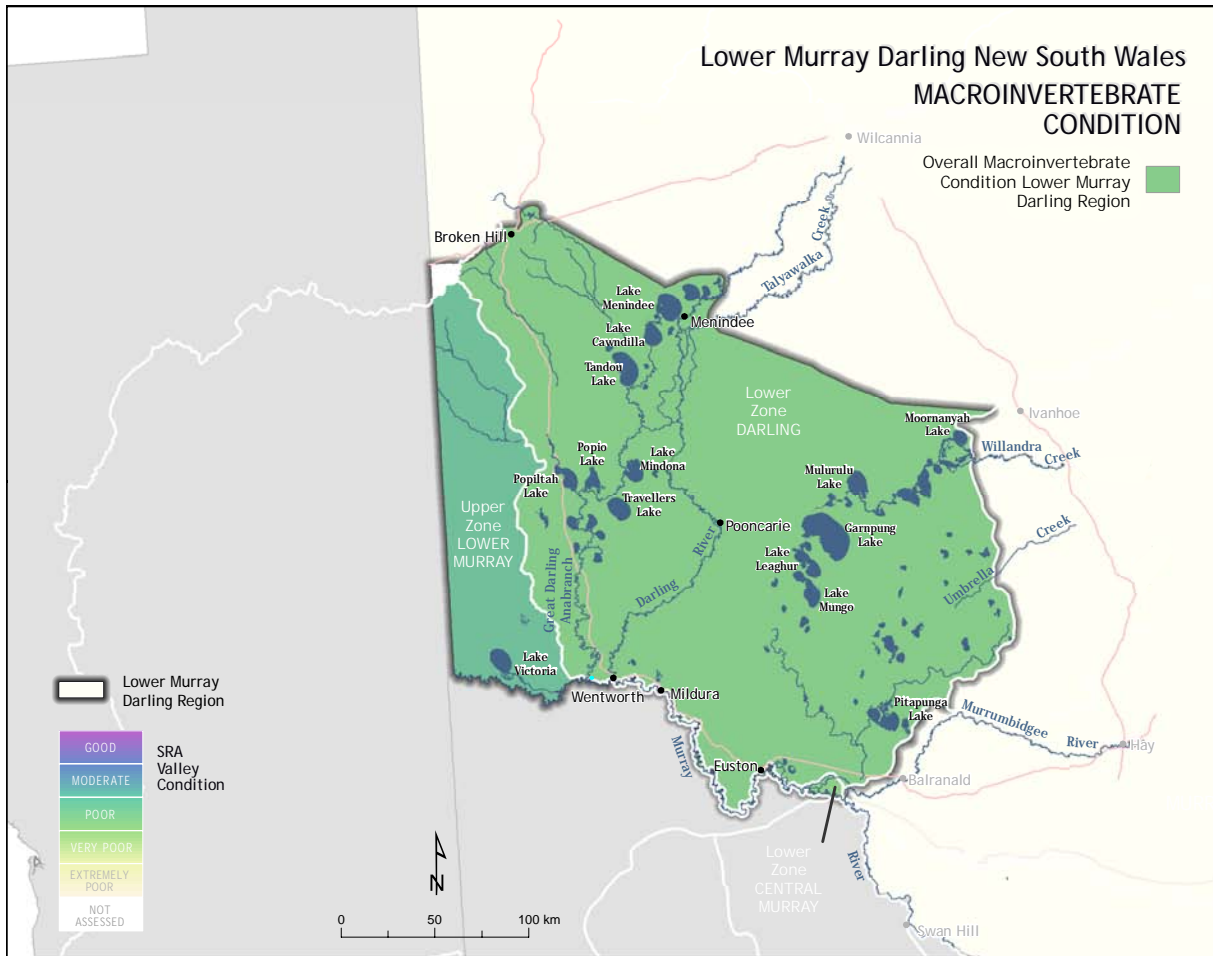 Lower Murray Darling New South Wales
MACROINVERTEBRATE
CONDITION
Overall Macroinvertebrate
Condition Lower Murray
Darling Region
Wilcannia
Talyawalka
Creek
Broken Hill
Lake
Menindee
Menindee
Lake
Cawndilla
Tandou
Lake
Lower
Zone
DARLING
Ivanhoe
Moornanyah
Lake
Willandra
Creek
Popio
Lake
Lake
Mindona
Popiltah
Lake
Travellers
Lake
Mulurulu
Lake
Upper
Zone
LOWER
MURRAY
Pooncarie
Garnpung
Lake
Lake
Leaghur
Lake
Mungo
Umbrella
Creek
Great Darling
Anabranch
Darling
River
Lake
Victoria
Wentworth
Mildura
Pitapunga
Lake
Murrumbidgee
River
Hay
Murray
Euston
Balranald
River
Lower
Zone
CENTRAL
MURRAY
Swan Hill
Lower Murray
Darling Region
GOOD
MODERATE
POOR
VERY POOR
EXTREMELY
POOR
NOT
ASSESSED
SRA
Valley
Condition
N
0 50 100 km